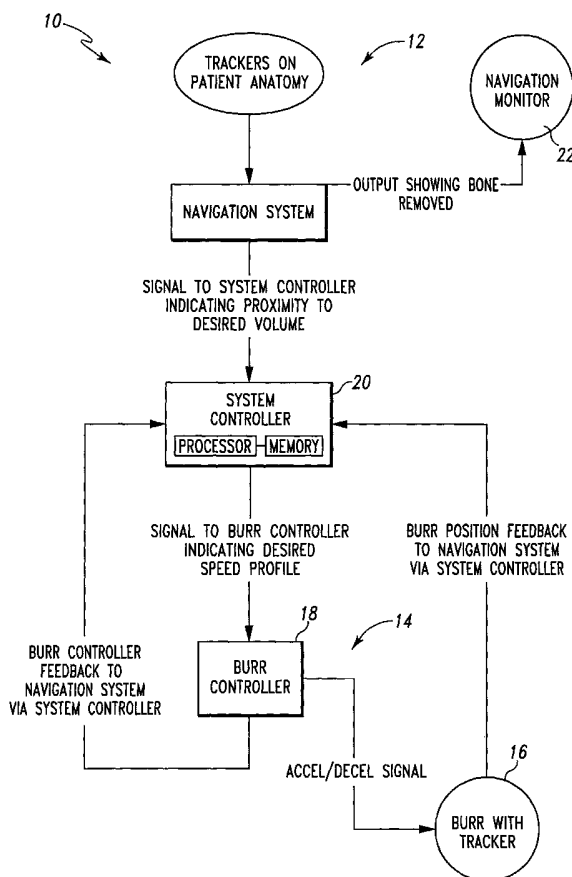 10
12
TRACKERS ON
PATIENT ANATOMY
NAVIGATION
MONITOR
22
NAVIGATION SYSTEM
OUTPUT SHOWING BONE
REMOVED
SIGNAL TO SYSTEM CONTROLLER
INDICATING PROXIMITY TO
DESIRED VOLUME
20
SYSTEM
CONTROLLER
PROCESSOR
MEMORY
SIGNAL TO BURR CONTROLLER
INDICATING DESIRED
SPEED PROFILE
BURR POSITION FEEDBACK
TO NAVIGATION SYSTEM
VIA SYSTEM CONTROLLER
18
14
BURR CONTROLLER
FEEDBACK TO
NAVIGATION SYSTEM
VIA SYSTEM CONTROLLER
BURR
CONTROLLER
ACCEL/DECEL SIGNAL
16
BURR WITH
TRACKER